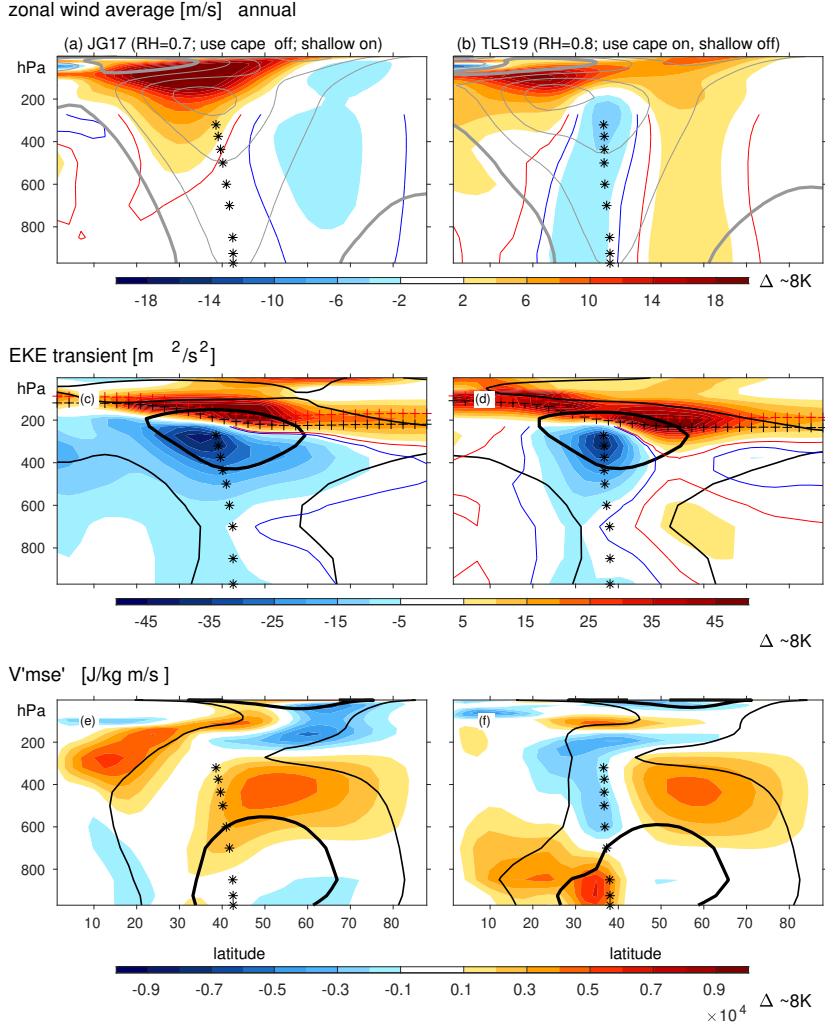 zonal wind average [m/s] annual
(a) JG17 (RH=0.7; use cape off; shallow on)
(b) TLS19 (RH=0.8; use cape on, shallow off)
hPa
200
400
600
800
hPa
200
400
600
800
-18 -14 -10 -6 -2 2 6 10 14 18
Δ ~8K
EKE transient [m 2/s2]
hPa
(c)
200
400
600
800
hPa
(d)
200
400
600
800
-45 -35 -25 -15 -5 5 15 25 35 45
Δ ~8K
V'mse' [J/kg m/s ]
hPa
(e)
200
400
600
800
10 20 30 40 50 60 70 80
latitude
hPa
(f)
200
400
600
800
10 20 30 40 50 60 70 80
latitude
-0.9 -0.7 -0.5 -0.3 -0.1 0.1 0.3 0.5 0.7 0.9
Δ ~8K
×10 4